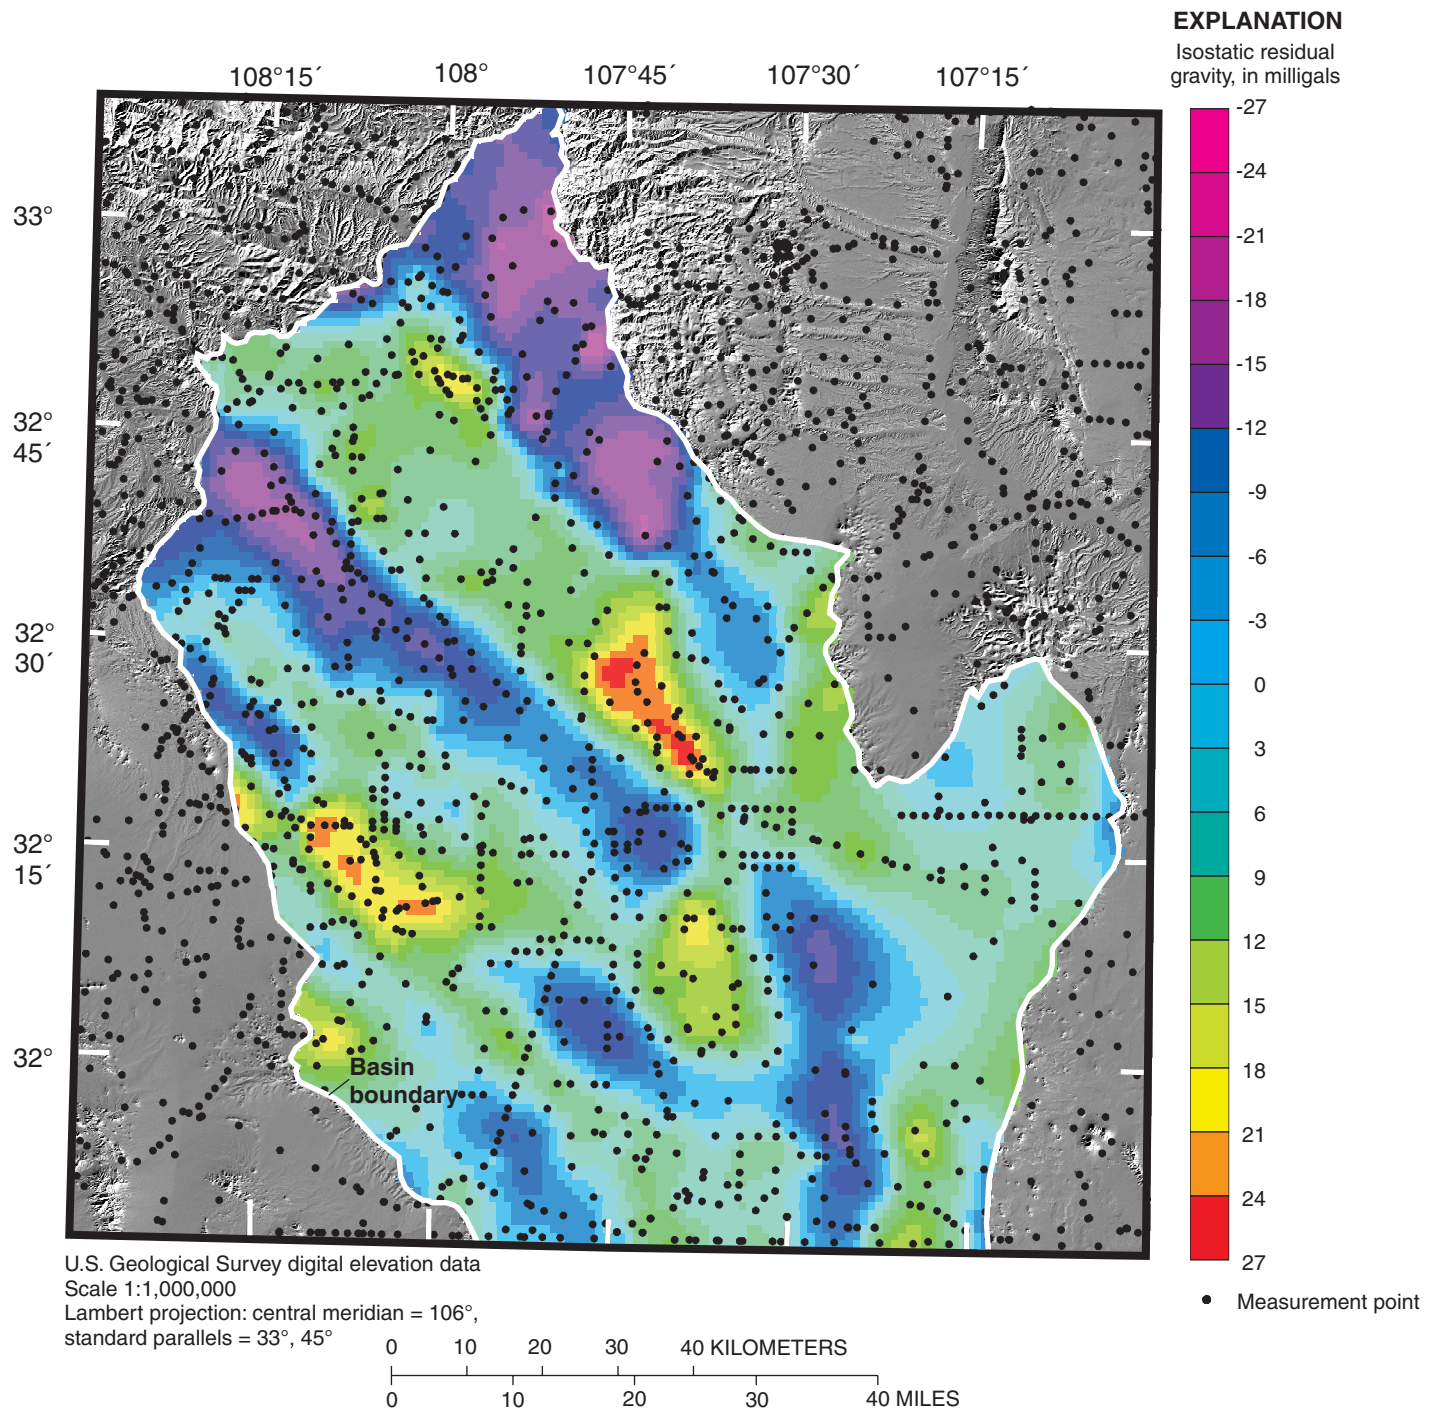 EXPLANATION
Isostatic residual
gravity, in milligals
108°15´
108°
107°45´
107°30´
107°15´
-27
-24
-21
-18
-15
-12
-9
-6
-3
0
3
6
9
12
15
18
21
24
27
Measurement point
33°
32°
45´
32°
30´
32°
15´
32°
Basin
boundary
U.S. Geological Survey digital elevation data
Scale 1:1,000,000
Lambert projection: central meridian = 106°,
standard parallels = 33°, 45°
0 10 20 30 40 KILOMETERS
0 10 20 30 40 MILES